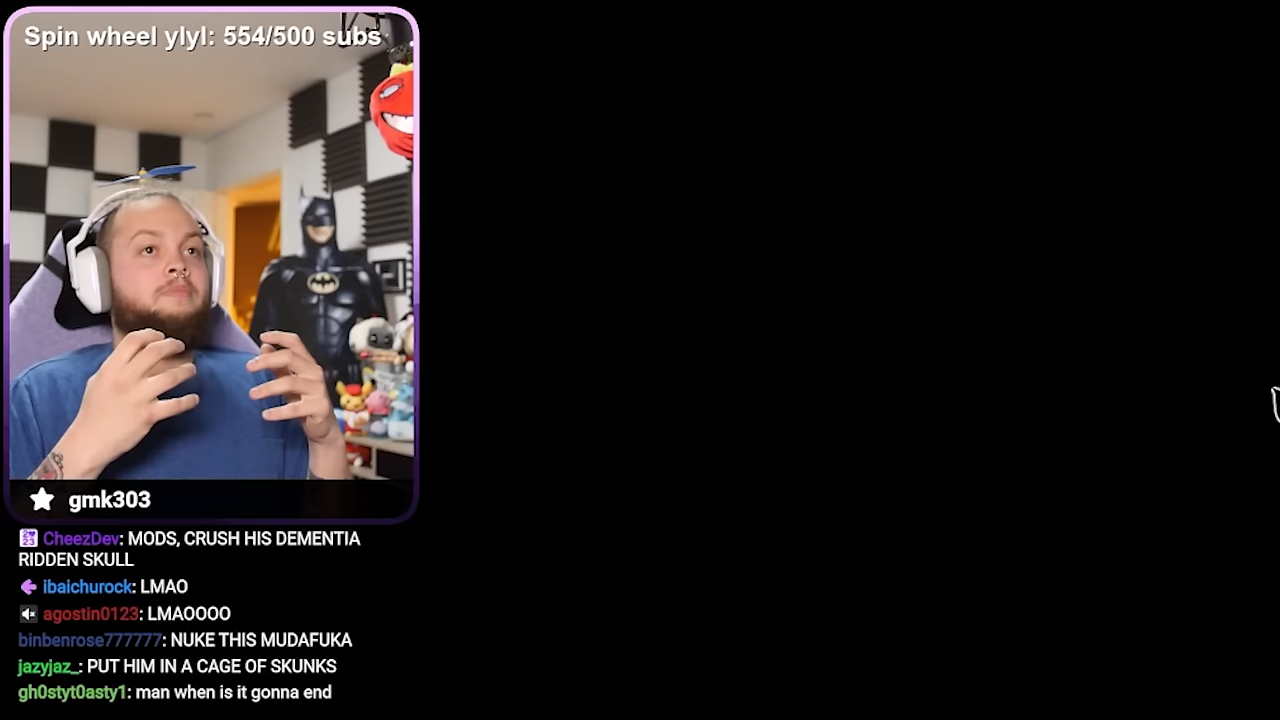 Spin wheel ylyl: 554/500 subs
gmk303
CheezDev: MODS, CRUSH HIS DEMENTIA
RIDDEN SKULL
ibaichurock: LMAO
agostin0123: LMAOOOO
binbenrose777777: NUKE THIS MUDAFUKA
jazyjaz_: PUT HIM IN A CAGE OF SKUNKS
gh0styt0asty1: man when is it gonna end